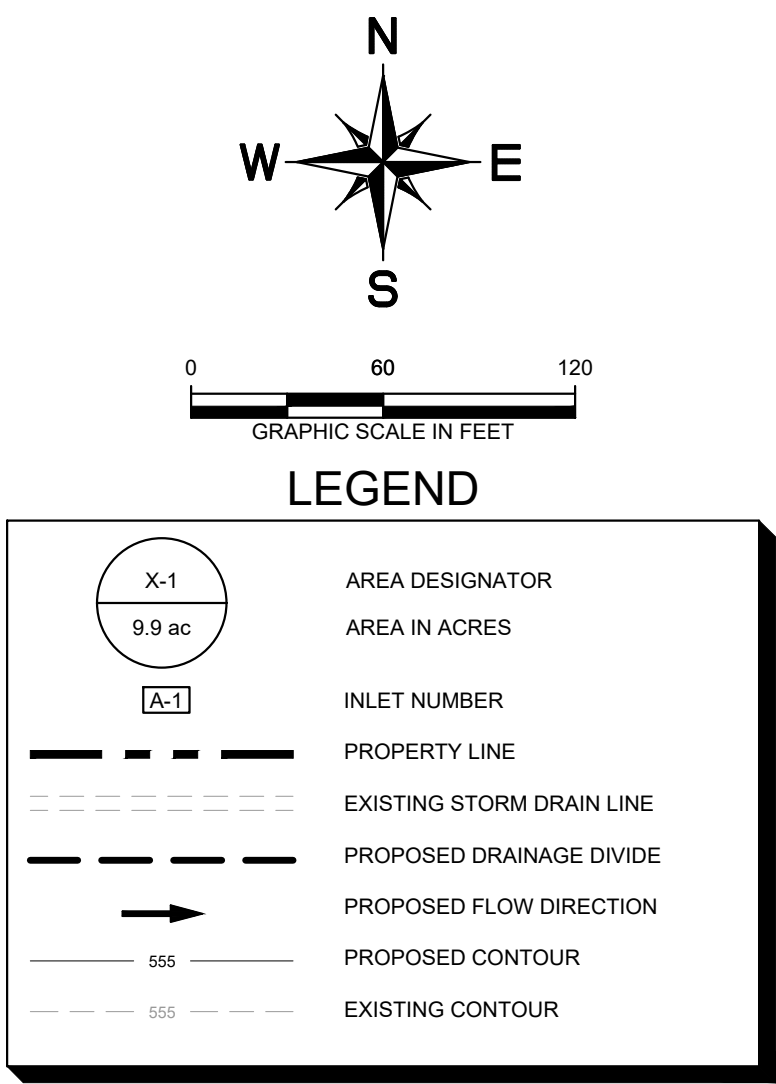 N
W E
S
0 60 120
GRAPHIC SCALE IN FEET
LEGEND
X-1 AREA DESIGNATOR
9.9 ac AREA IN ACRES
A-1 INLET NUMBER
PROPERTY LINE
EXISTING STORM DRAIN LINE
PROPOSED DRAINAGE DIVIDE
PROPOSED FLOW DIRECTION
555 PROPOSED CONTOUR
555 EXISTING CONTOUR